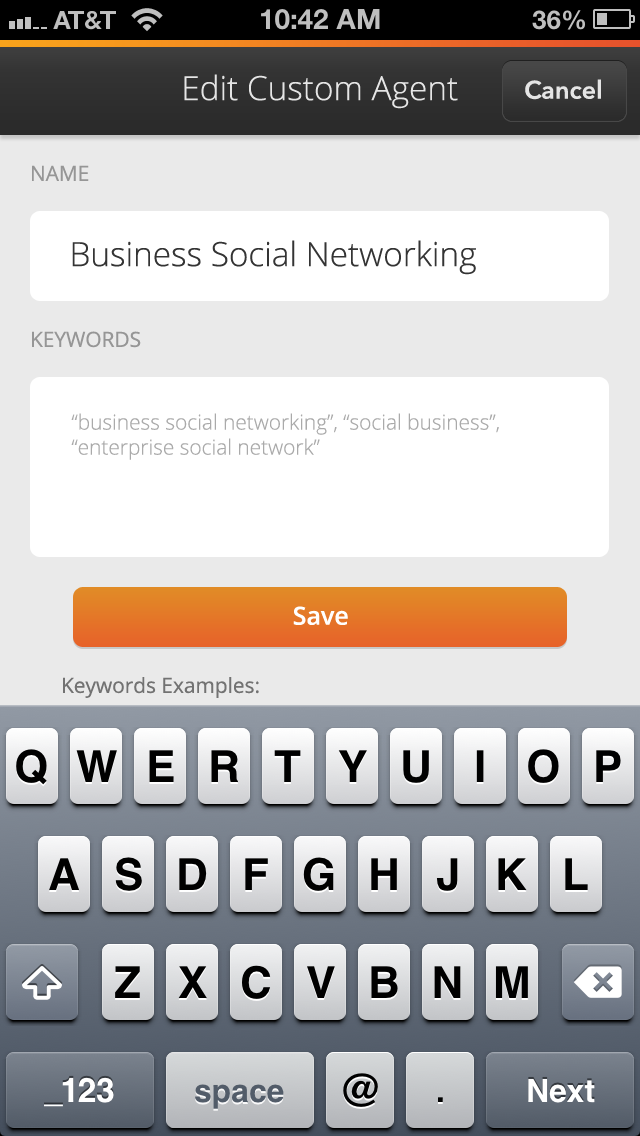 AT&T 10:42 AM 36%
Edit Custom Agent Cancel
NAME
Business Social Networking
KEYWORDS
“business social networking”, “social business”,
“enterprise social network”
Save
Keywords Examples:
Q W E R T Y U I O P
A S D F G H J K L
Z X C V B N M
_123 space @ . Next